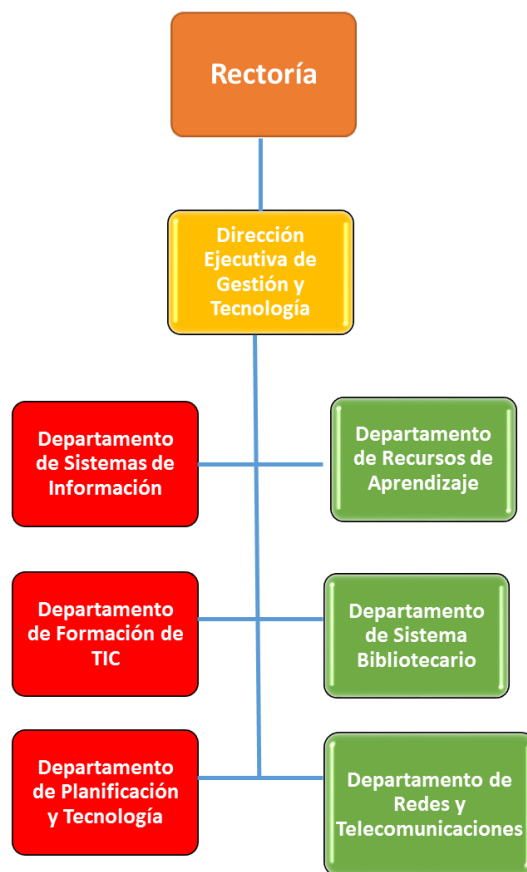 Rectoría
Dirección
Ejecutiva de
Gestión y
Tecnología
Departamento
de Sistemas de
Información
Departamento
de Recursos de
Aprendizaje
Departamento
de Formación de
TIC
Departamento
de Sistema
Bibliotecario
Departamento
de Planificación
y Tecnología
Departamento de
Redes y
Telecomunicaciones